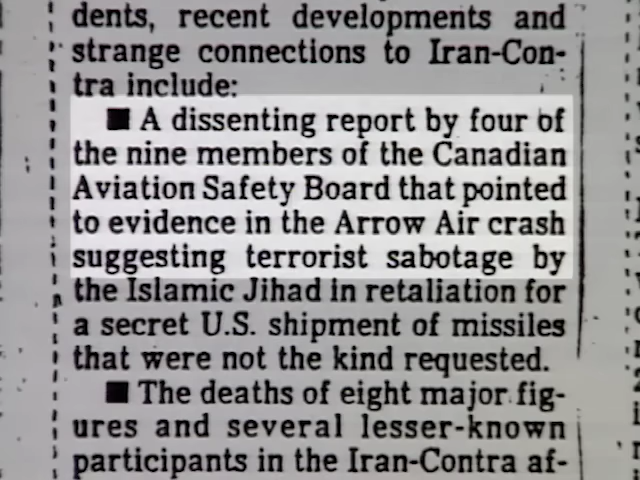 dents, recent developments and
strange connections to Iran-Con-
tra include:
■ A dissenting report by four of
the nine members of the Canadian
Aviation Safety Board that pointed
to evidence in the Arrow Air crash
suggesting terrorist sabotage by
the Islamic Jihad in retaliation for
a secret U.S. shipment of missiles
that were not the kind requested.
■ The deaths of eight major fig-
ures and several lesser-known
participants in the Iran-Contra af-